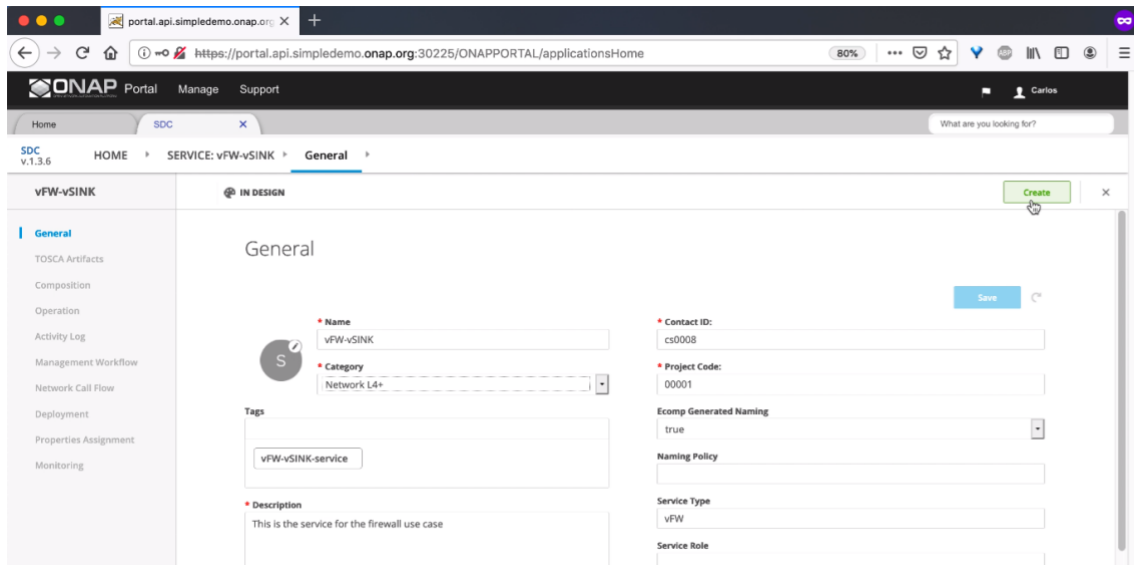 portal.api.simpledemo.onap.org
https://portal.api.simpledemo.onap.org:30225/ONAPPORTAL/applicationsHome 80%
ONAP Portal Manage Support Carlos
Home SDC What are you looking for?
SDC
v.1.3.6 HOME SERVICE: vFW-vSINK General
vFW-vSINK IN DESIGN Create
General
TOSCA Artifacts
Composition
Operation
Activity Log
Management Workflow
Network Call Flow
Deployment
Properties Assignment
Monitoring
General
Save
* Name
vFW-vSINK
S
* Category
Network L4+
Tags
vFW-vSINK-service
* Description
This is the service for the firewall use case
* Contact ID:
cs0008
* Project Code:
00001
Ecomp Generated Naming
true
Naming Policy
Service Type
vFW
Service Role